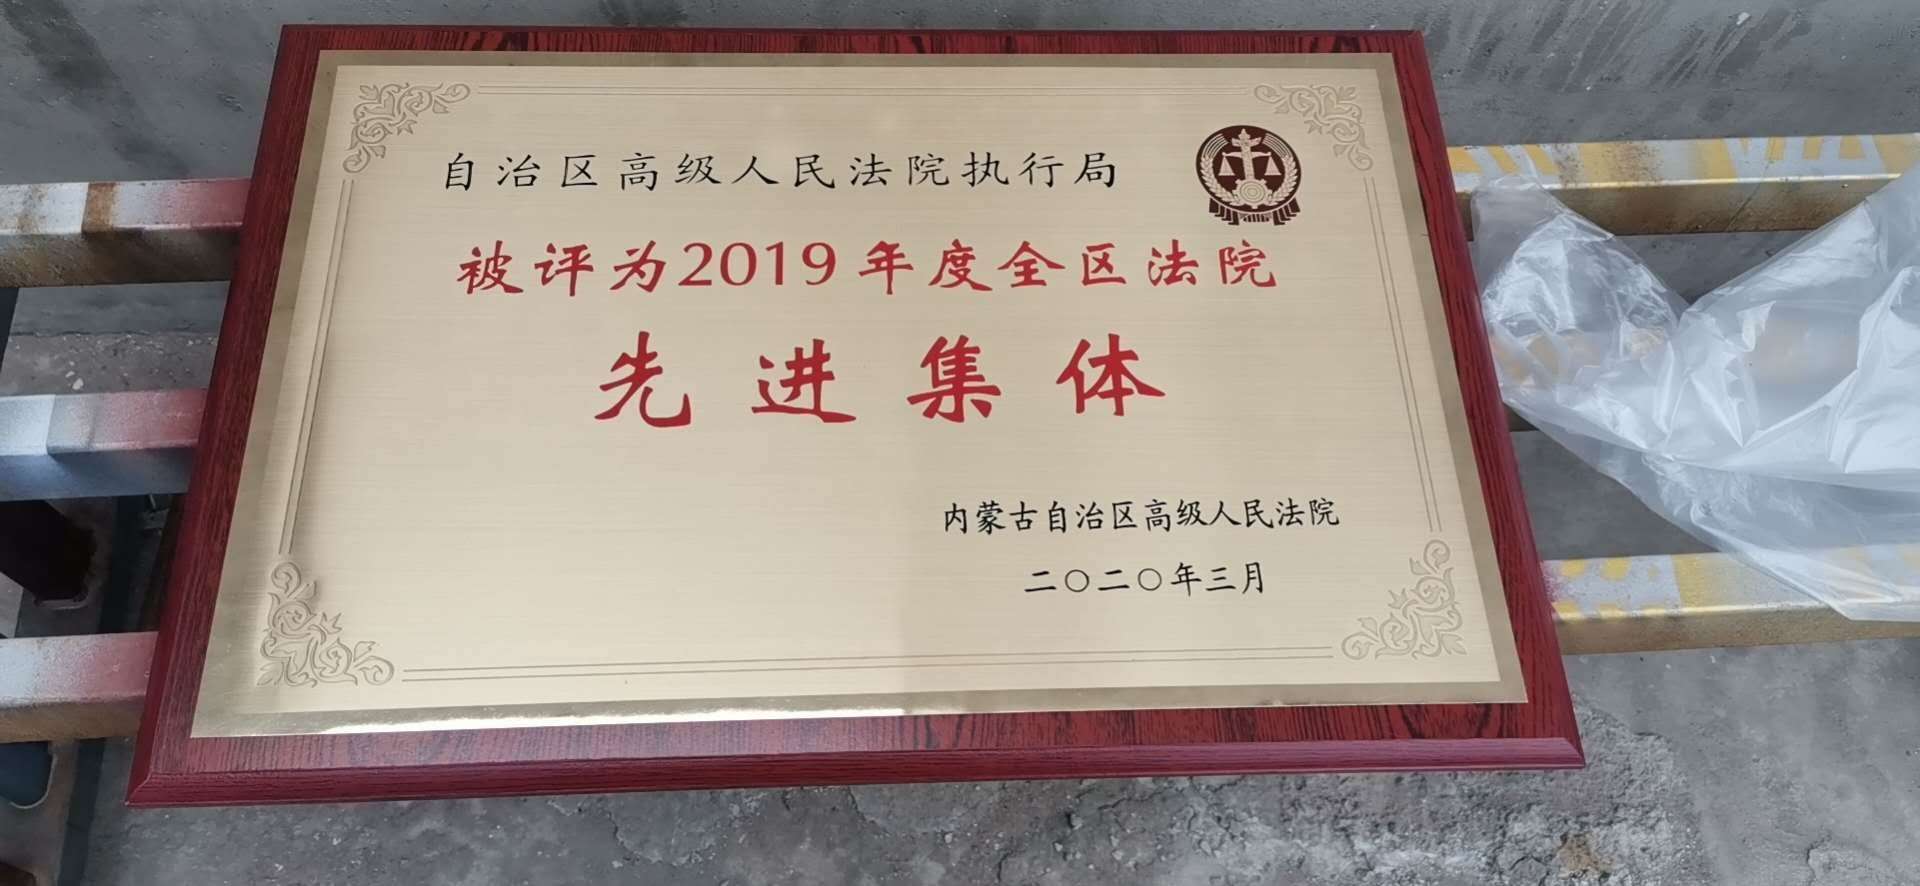 自治区高级人民法院执行局
被评为2019年度全区法院
先进集体
内蒙古自治区高级人民法院
二〇二〇年三月